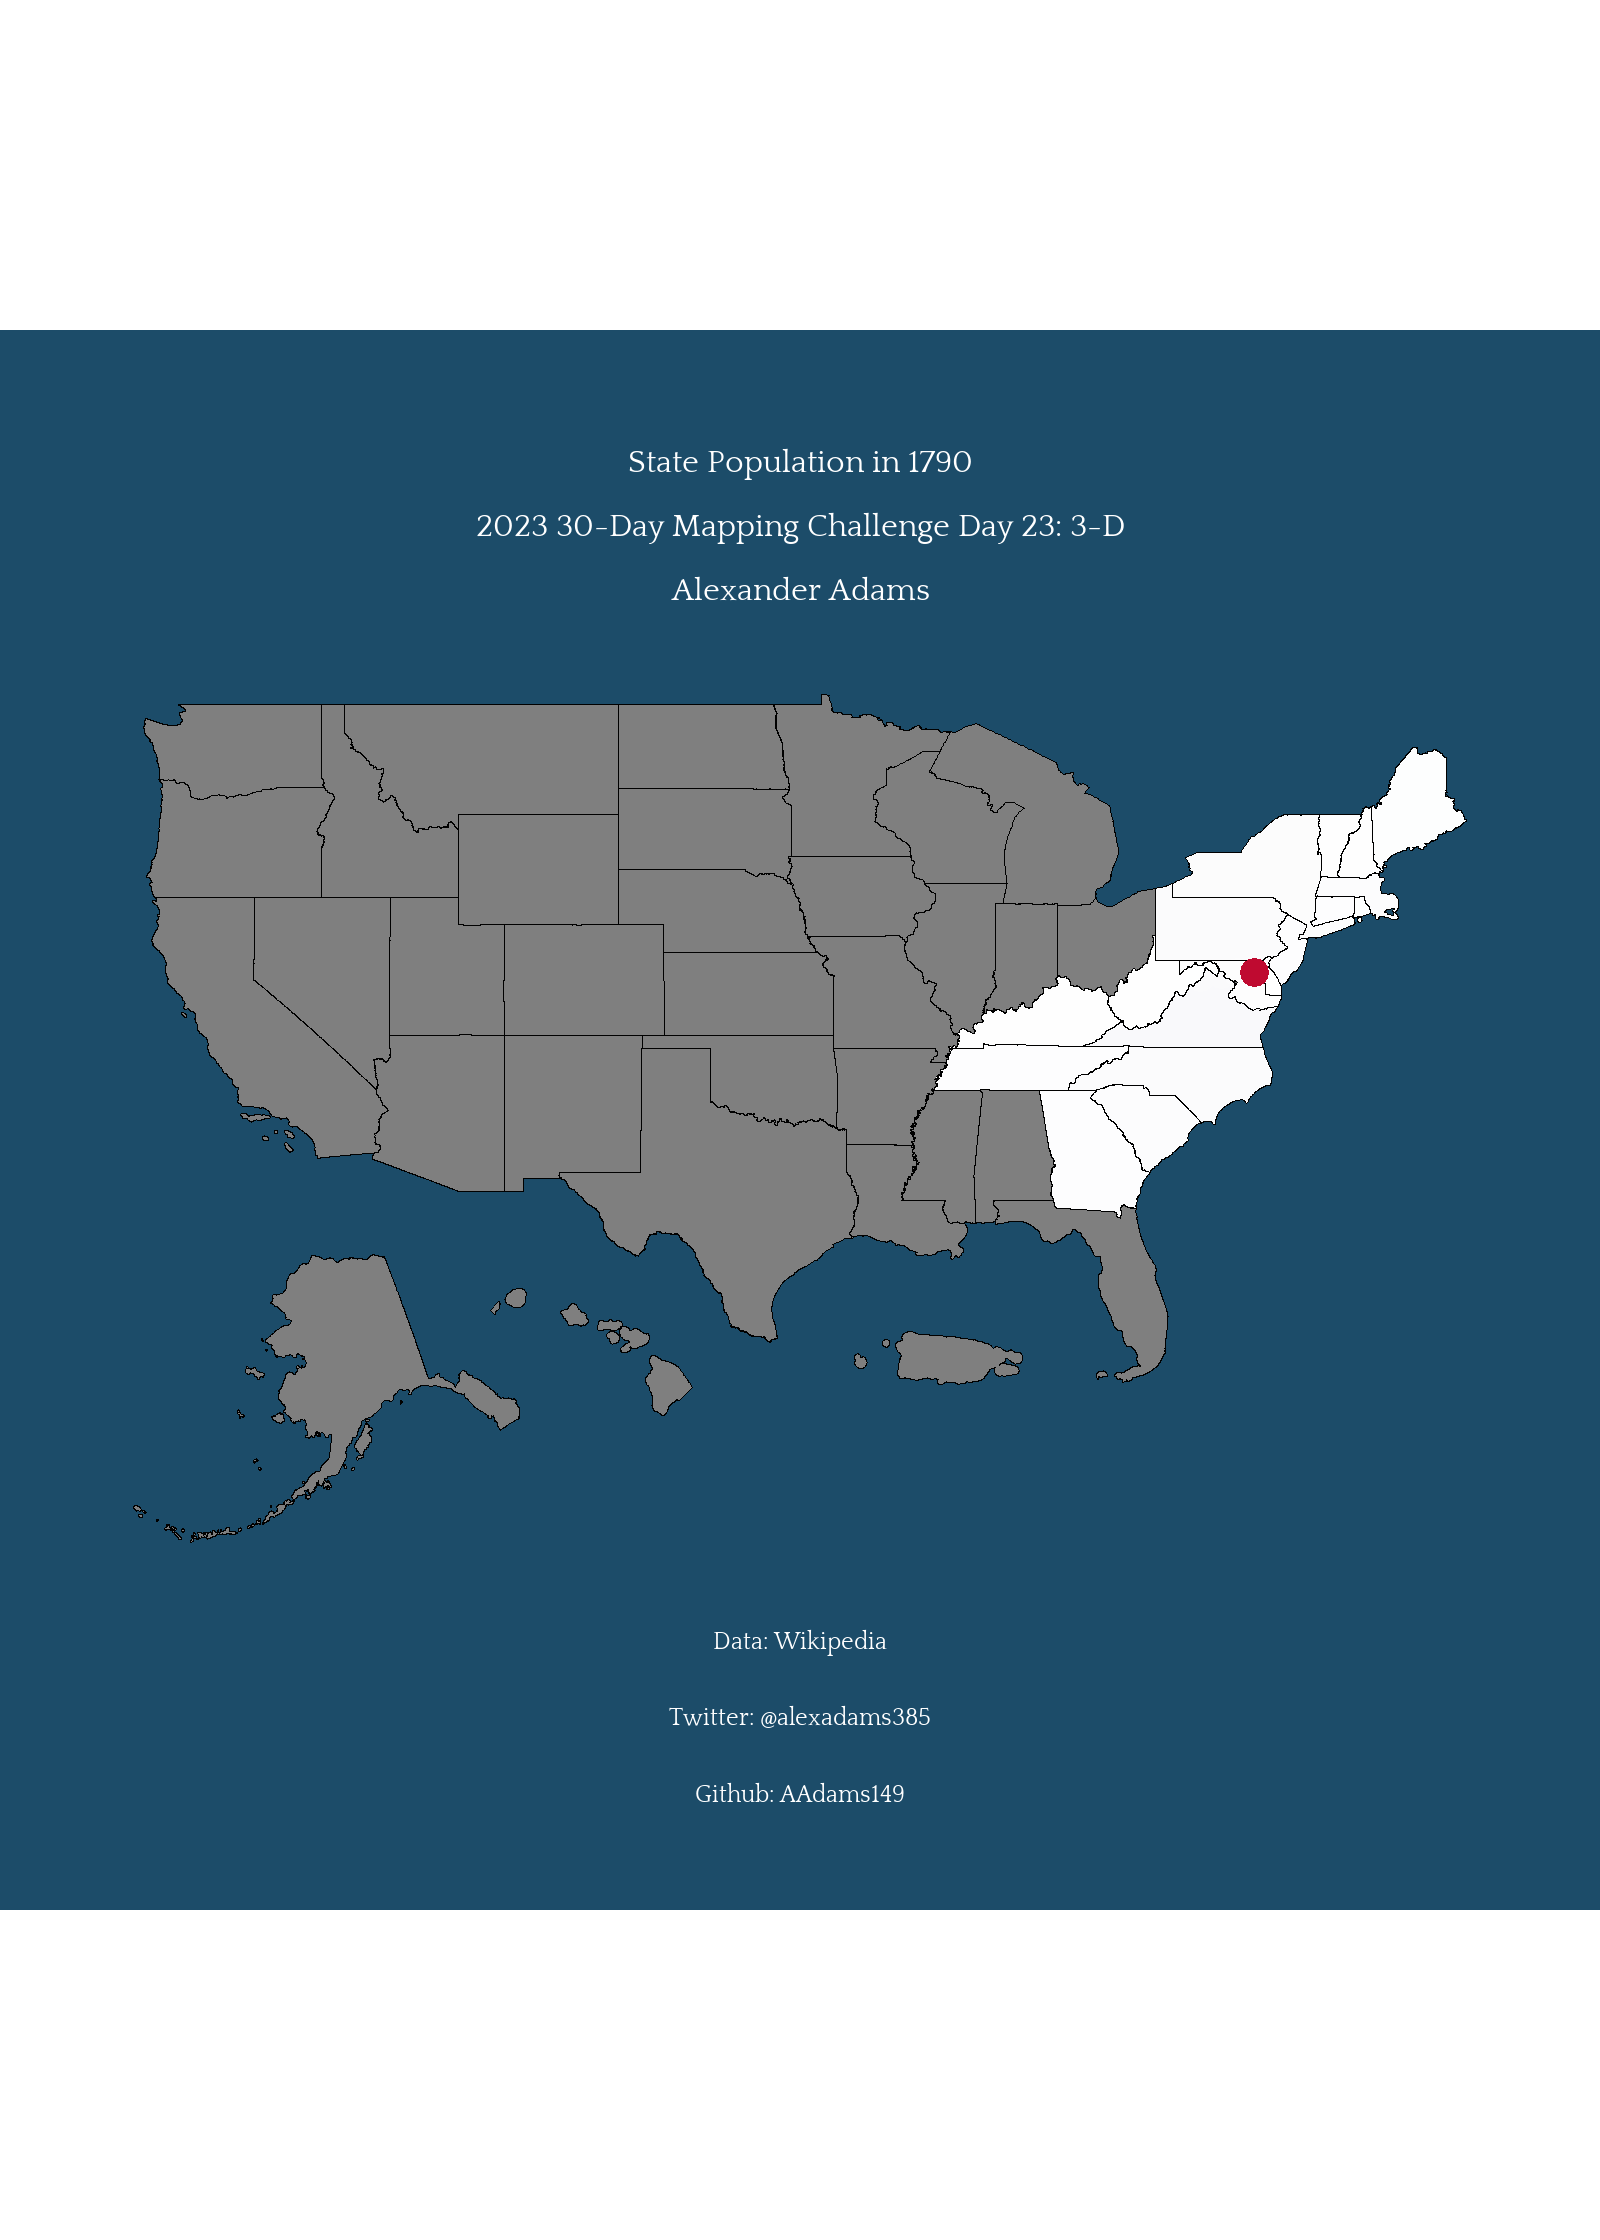 State Population in 1790
2023 30-Day Mapping Challenge Day 23: 3-D
Alexander Adams
Data: Wikipedia
Twitter: @alexadams385
Github: AAdams149